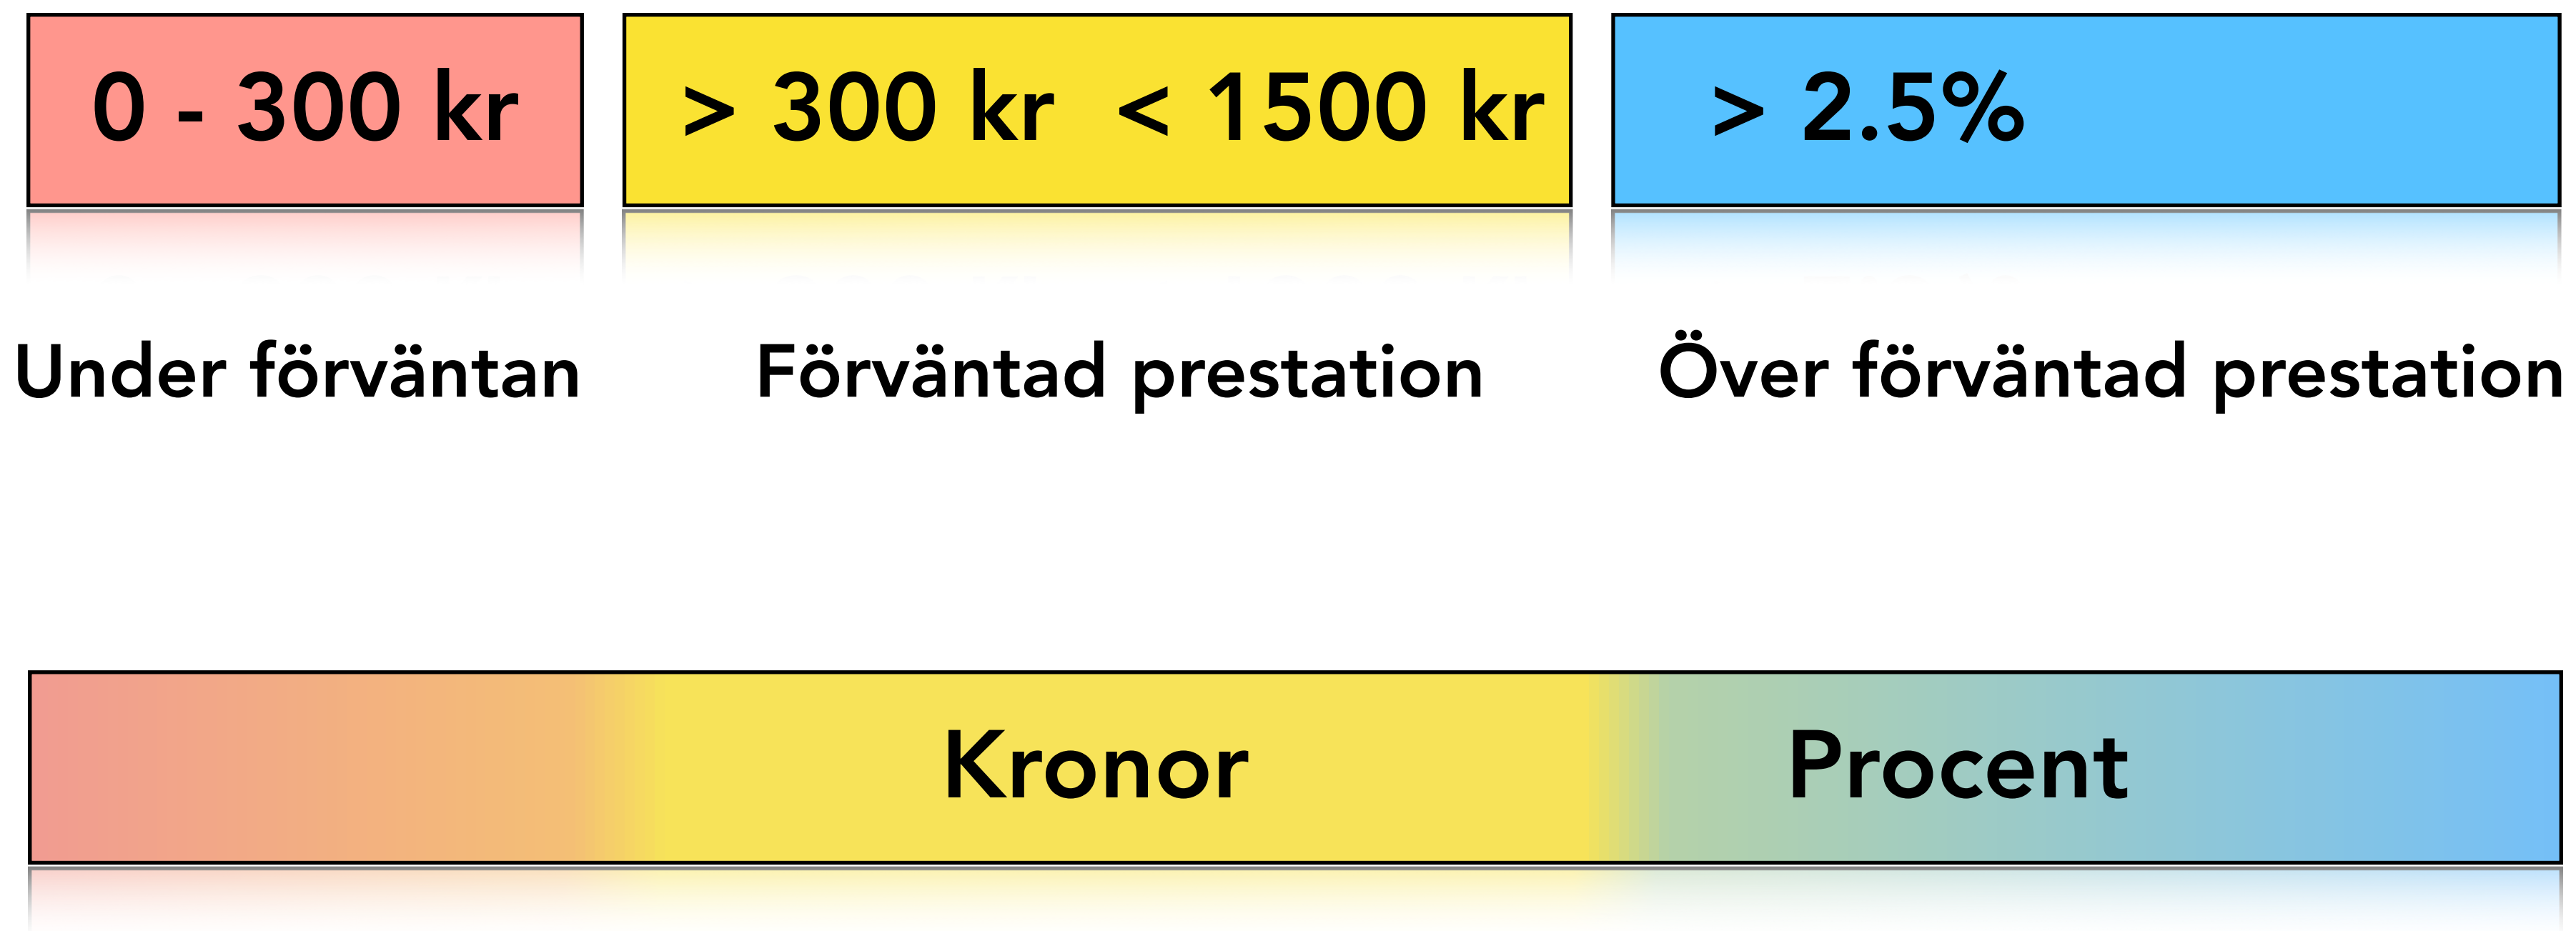 0 - 300 kr
> 300 kr < 1500 kr
> 2.5%
Under förväntan
Förväntad prestation
Över förväntad prestation
Kronor
Procent